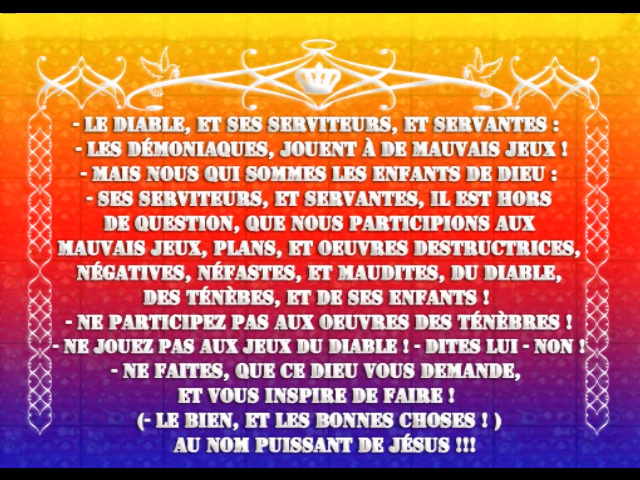 - LE DIABLE, ET SES SERVITEURS, ET SERVANTES :
- LES DÉMONIAQUES, JOUENT À DE MAUVAIS JEUX !
- MAIS NOUS QUI SOMMES LES ENFANTS DE DIEU :
- SES SERVITEURS, ET SERVANTES, IL EST HORS
DE QUESTION, QUE NOUS PARTICIPIONS AUX
MAUVAIS JEUX, PLANS, ET OEUVRES DESTRUCTRICES,
NÉGATIVES, NÉFASTES, ET MAUDITES, DU DIABLE,
DES TÉNÈBES, ET DE SES ENFANTS !
- NE PARTICIPEZ PAS AUX OEUVRES DES TÉNÈBRES !
- NE JOUEZ PAS AUX JEUX DU DIABLE ! - DITES LUI - NON !
- NE FAITES, QUE CE DIEU VOUS DEMANDE,
ET VOUS INSPIRE DE FAIRE !
(- LE BIEN, ET LES BONNES CHOSES ! )
AU NOM PUISSANT DE JÉSUS !!!